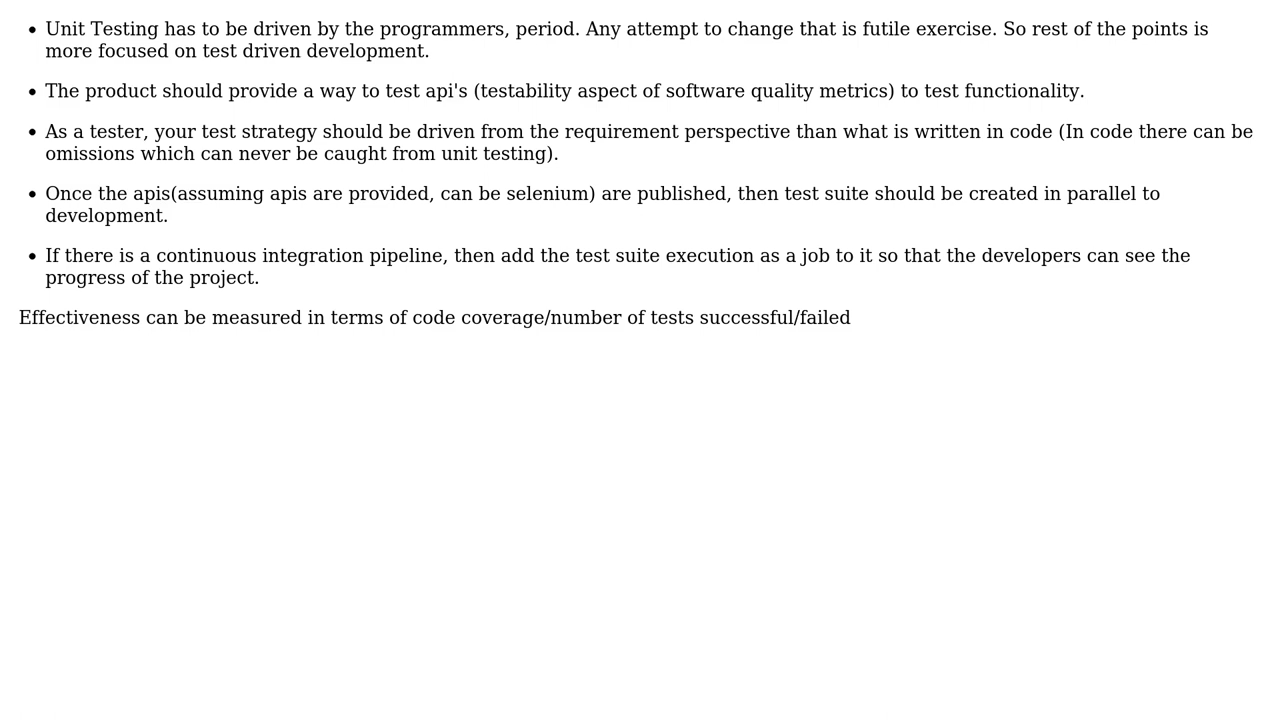 Unit Testing has to be driven by the programmers, period. Any attempt to change that is futile exercise. So rest of the points is
more focused on test driven development.
The product should provide a way to test api's (testability aspect of software quality metrics) to test functionality.
As a tester, your test strategy should be driven from the requirement perspective than what is written in code (In code there can be
omissions which can never be caught from unit testing).
Once the apis(assuming apis are provided, can be selenium) are published, then test suite should be created in parallel to
development.
If there is a continuous integration pipeline, then add the test suite execution as a job to it so that the developers can see the
progress of the project.
Effectiveness can be measured in terms of code coverage/number of tests successful/failed